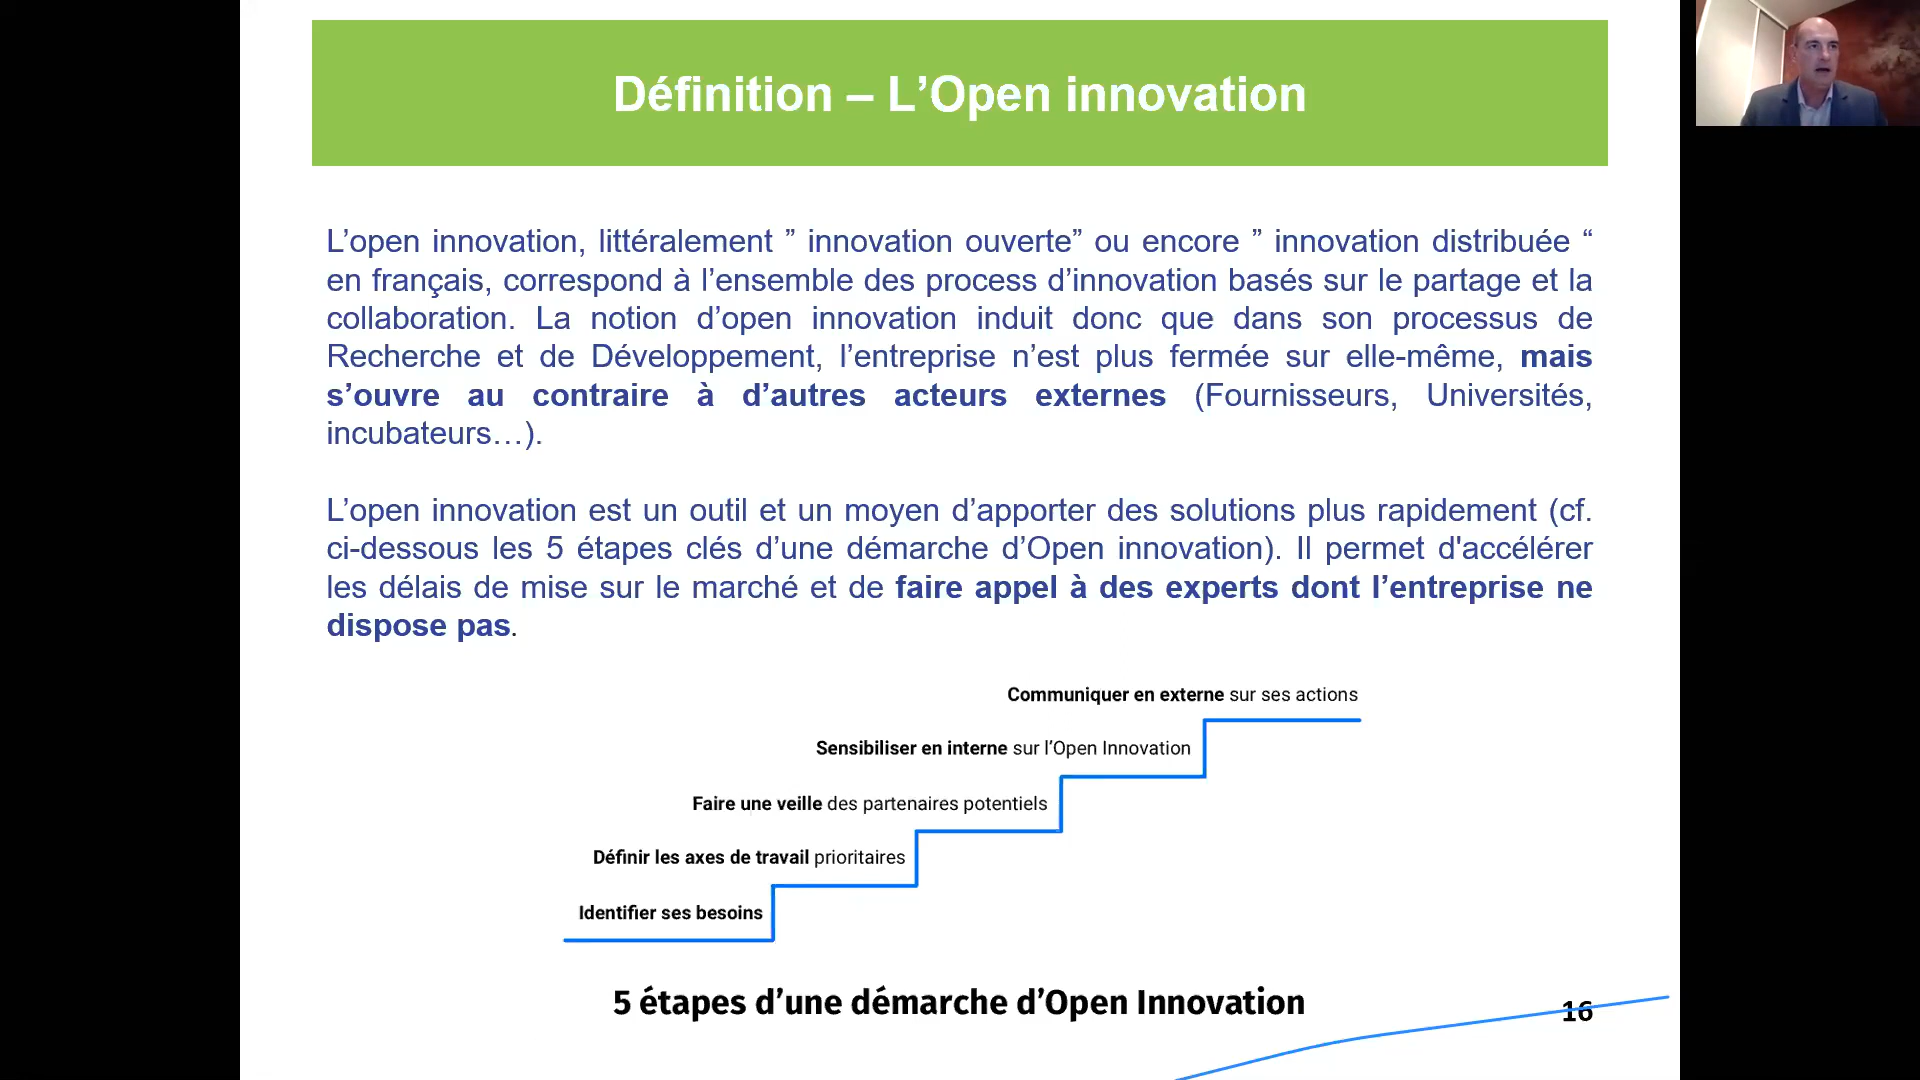 Définition – L’Open innovation
L’open innovation, littéralement ” innovation ouverte” ou encore ” innovation distribuée “
en français, correspond à l’ensemble des process d’innovation basés sur le partage et la
collaboration. La notion d’open innovation induit donc que dans son processus de
Recherche et de Développement, l’entreprise n’est plus fermée sur elle-même, mais
s’ouvre au contraire à d’autres acteurs externes (Fournisseurs, Universités,
incubateurs…).
L’open innovation est un outil et un moyen d’apporter des solutions plus rapidement (cf.
ci-dessous les 5 étapes clés d’une démarche d’Open innovation). Il permet d'accélérer
les délais de mise sur le marché et de faire appel à des experts dont l’entreprise ne
dispose pas.
Communiquer en externe sur ses actions
Sensibiliser en interne sur l’Open Innovation
Faire une veille des partenaires potentiels
Définir les axes de travail prioritaires
Identifier ses besoins
5 étapes d’une démarche d’Open Innovation
16